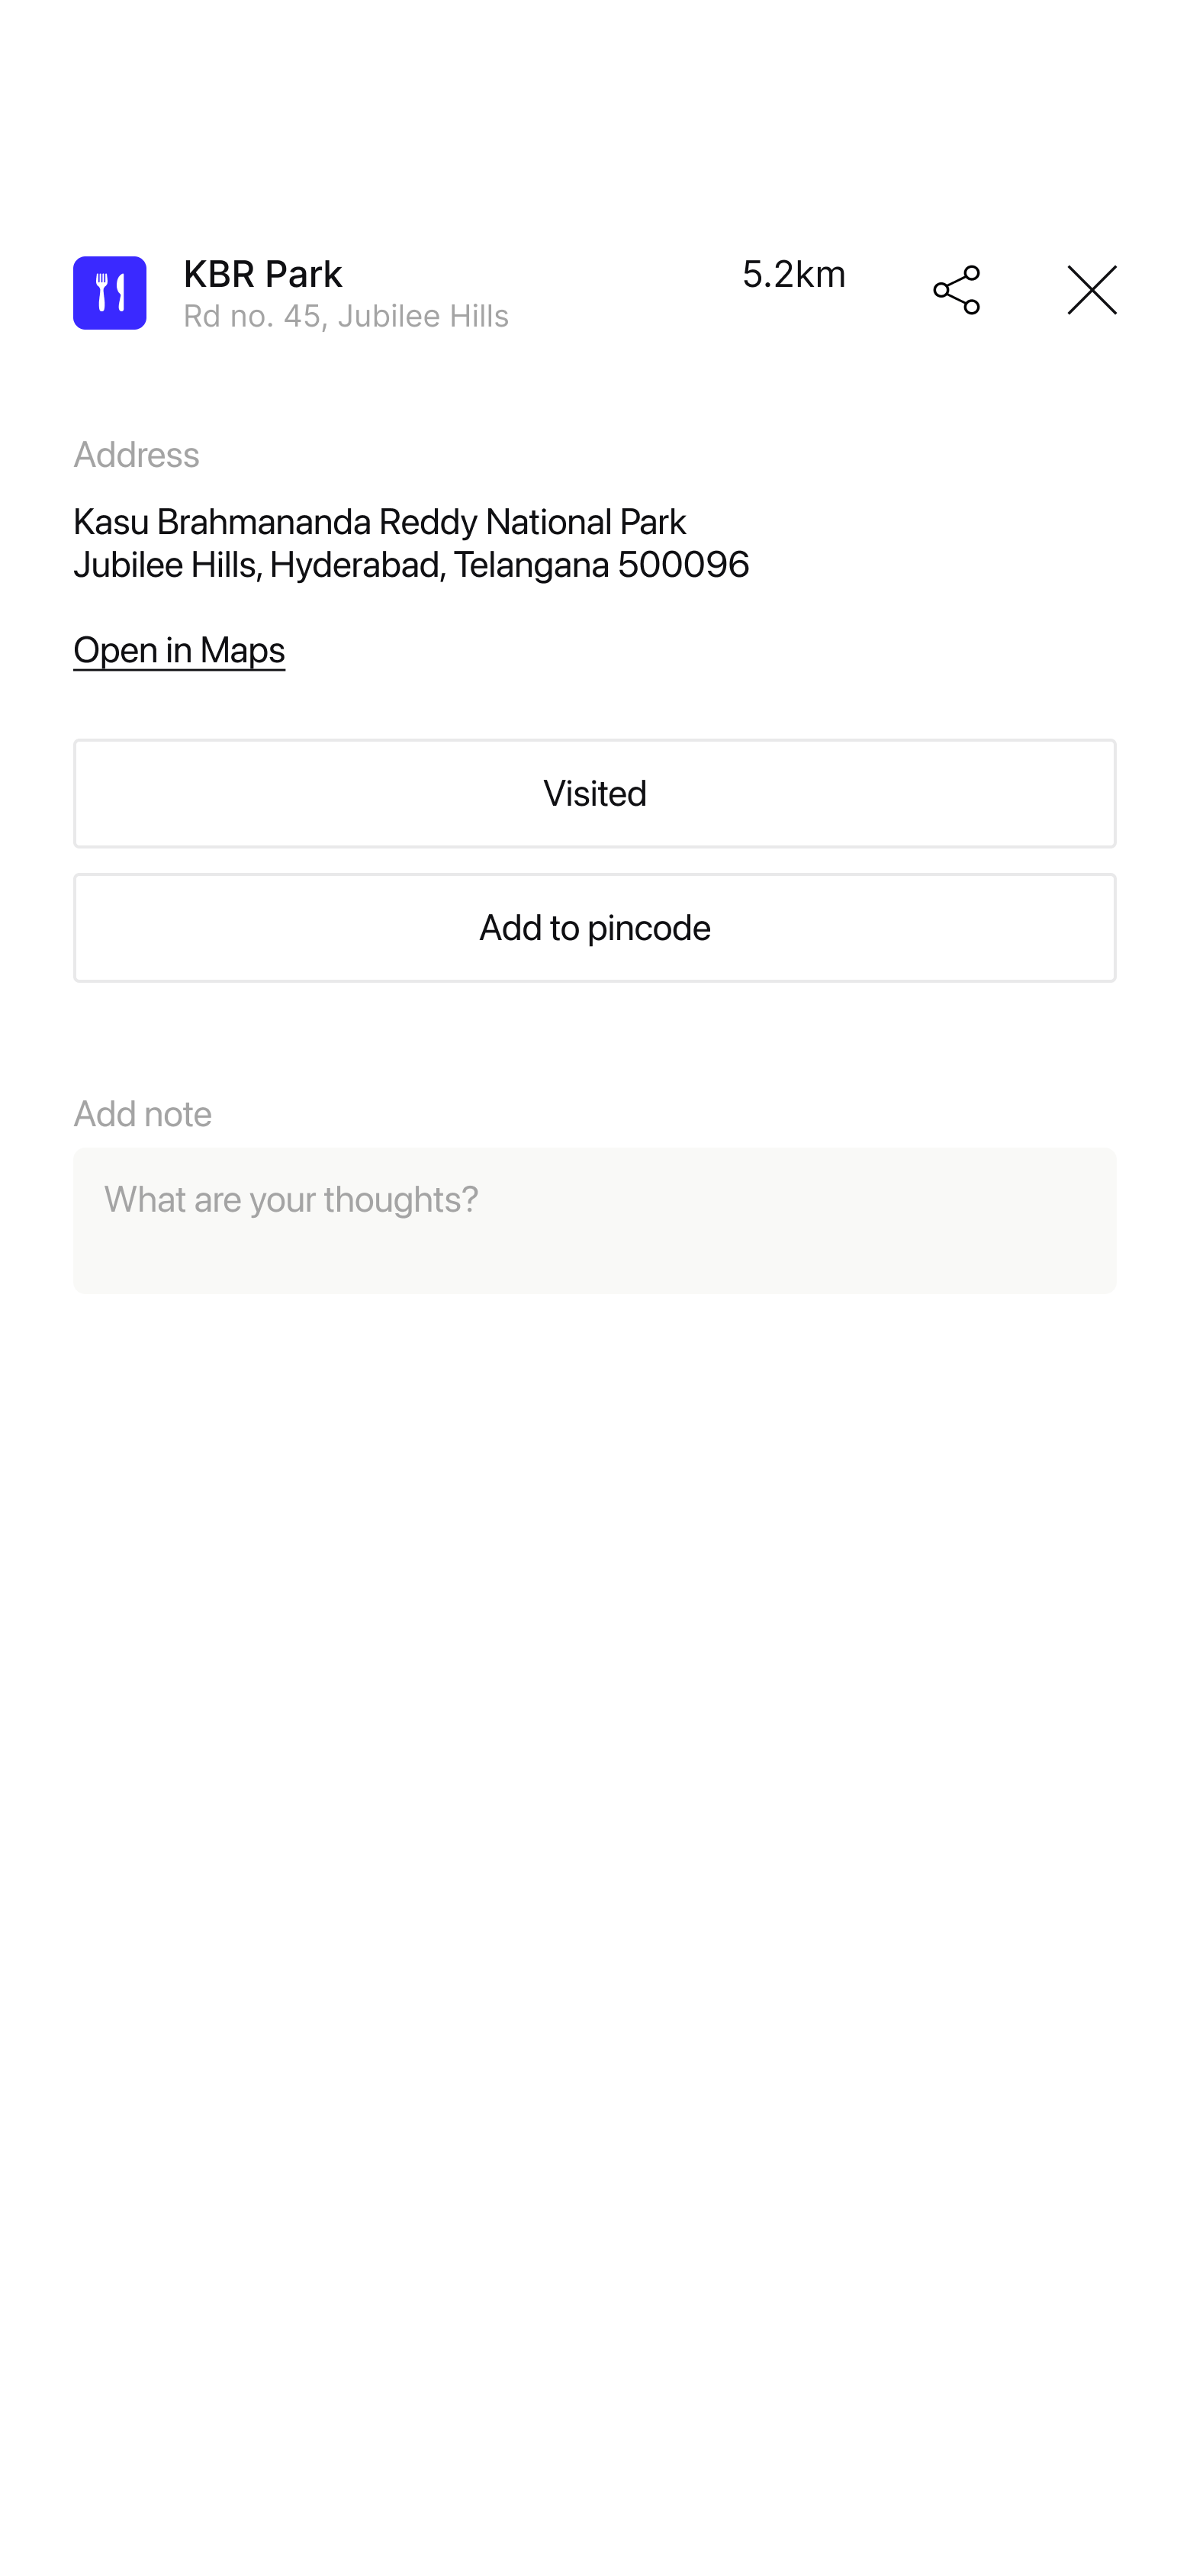 KBR Park
5.2km
Rd no. 45, Jubilee Hills
Address
Kasu Brahmananda Reddy National Park
Jubilee Hills, Hyderabad, Telangana 500096
Open in Maps
Visited
Add to pincode
Add note
What are your thoughts?